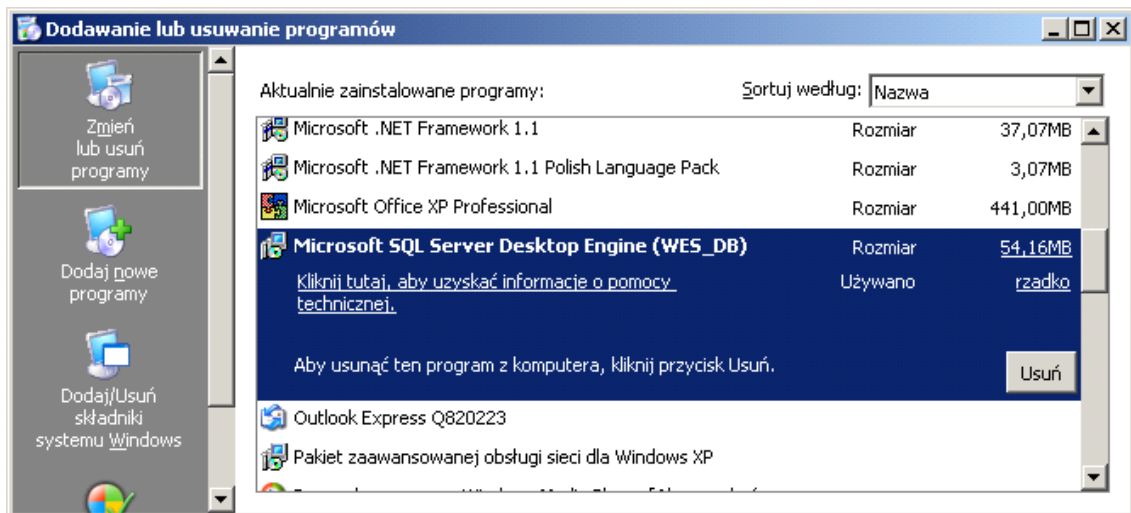 Dodawanie lub usuwanie programów
Zmień
lub usuń
programy
Dodaj nowe
programy
Dodaj/Usuń
składniki
systemu Windows
Aktualnie zainstalowane programy:
Sortuj według: Nazwa
Microsoft .NET Framework 1.1 Rozmiar 37,07MB
Microsoft .NET Framework 1.1 Polish Language Pack Rozmiar 3,07MB
Microsoft Office XP Professional Rozmiar 441,00MB
Microsoft SQL Server Desktop Engine (WES_DB) Rozmiar 54,16MB
Kliknij tutaj, aby uzyskać informacje o pomocy Używano rzadko
technicznej.
Aby usunąć ten program z komputera, kliknij przycisk Usuń.
Usuń
Outlook Express Q820223
Pakiet zaawansowanej obsługi sieci dla Windows XP